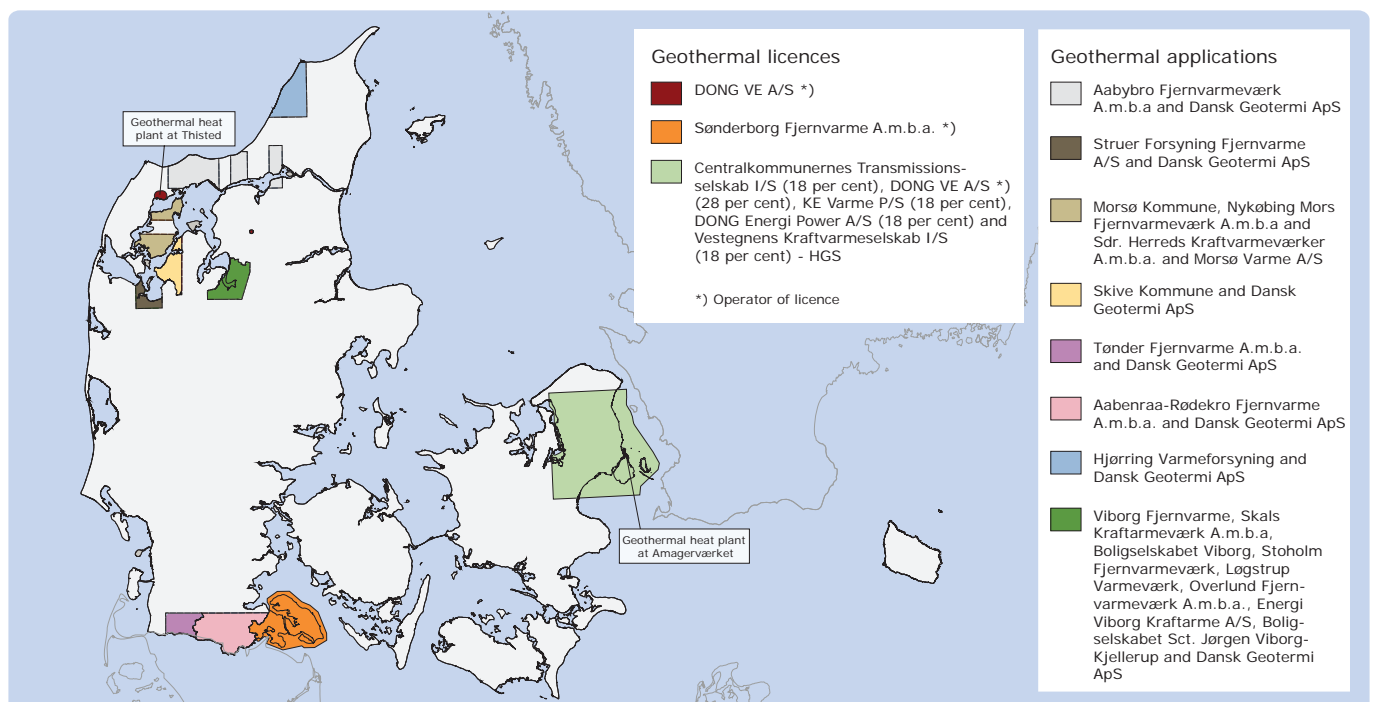 Geothermal heat
plant at Thisted
Geothermal heat plant
at Amagerværket
Geothermal licences
DONG VE A/S *)
Sønderborg Fjernvarme A.m.b.a. *)
Centralkommunernes Transmissions-
selskab I/S (18 per cent), DONG VE A/S *)
(28 per cent), KE Varme P/S (18 per cent),
DONG Energi Power A/S (18 per cent) and
Vestegnens Kraftvarmeselskab I/S
(18 per cent) - HGS
*) Operator of licence
Geothermal applications
Aabybro Fjernvarmeværk
A.m.b.a and Dansk Geotermi ApS
Struer Forsyning Fjernvarme
A/S and Dansk Geotermi ApS
Morsø Kommune, Nykøbing Mors
Fjernvarmeværk A.m.b.a and
Sdr. Herreds Kraftvarmeværker
A.m.b.a. and Morsø Varme A/S
Skive Kommune and Dansk
Geotermi ApS
Tønder Fjernvarme A.m.b.a.
and Dansk Geotermi ApS
Aabenraa-Rødekro Fjernvarme
A.m.b.a. and Dansk Geotermi ApS
Hjørring Varmeforsyning and
Dansk Geotermi ApS
Viborg Fjernvarme, Skals
Kraftarmeværk A.m.b.a,
Boligselskabet Viborg, Stoholm
Fjernvarmeværk, Løgstrup
Varmeværk, Overlund Fjern-
varmeværk A.m.b.a., Energi
Viborg Kraftarme A/S, Bolig-
selskabet Sct. Jørgen Viborg-
Kjellerup and Dansk Geotermi
ApS